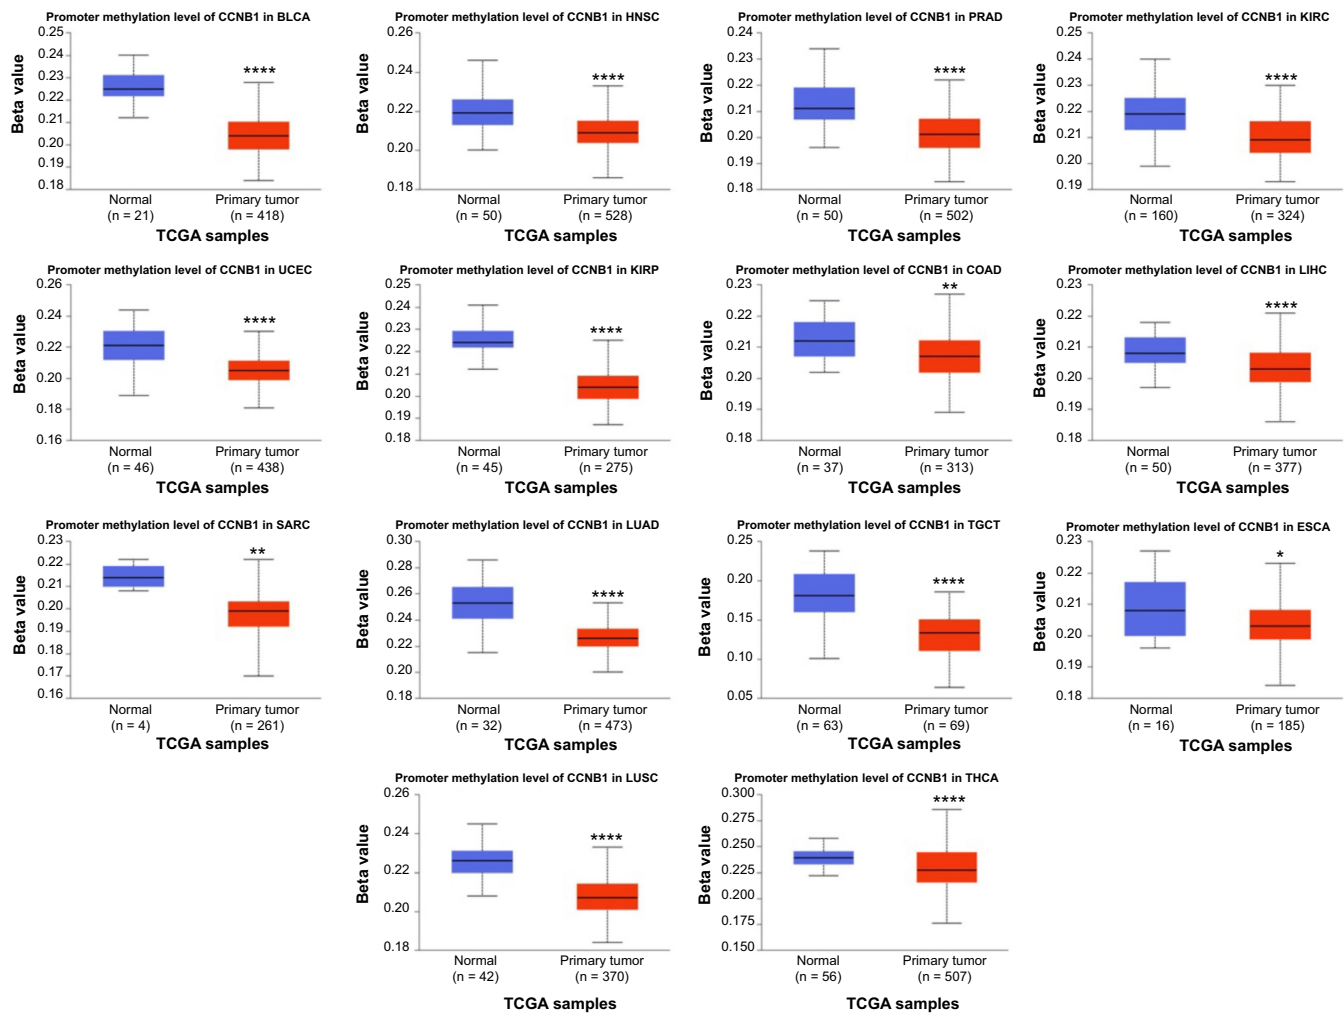 Promoter methylation level of CCNB1 in BLCA
0.25
0.24
0.23
0.22
0.21
0.20
0.19
0.18
Beta value
****
Normal
(n = 21)
Primary tumor
(n = 418)
TCGA samples
Promoter methylation level of CCNB1 in HNSC
0.26
0.24
0.22
0.20
0.18
Beta value
****
Normal
(n = 50)
Primary tumor
(n = 528)
TCGA samples
Promoter methylation level of CCNB1 in PRAD
0.24
0.23
0.22
0.21
0.20
0.19
0.18
Beta value
****
Normal
(n = 50)
Primary tumor
(n = 502)
TCGA samples
Promoter methylation level of CCNB1 in KIRC
0.25
0.24
0.23
0.22
0.21
0.20
0.19
Beta value
****
Normal
(n = 160)
Primary tumor
(n = 324)
TCGA samples
Promoter methylation level of CCNB1 in UCEC
0.26
0.24
0.22
0.20
0.18
0.16
Beta value
****
Normal
(n = 46)
Primary tumor
(n = 438)
TCGA samples
Promoter methylation level of CCNB1 in KIRP
0.25
0.24
0.23
0.22
0.21
0.20
0.19
0.18
Beta value
****
Normal
(n = 45)
Primary tumor
(n = 275)
TCGA samples
Promoter methylation level of CCNB1 in COAD
0.23
0.22
0.21
0.20
0.19
0.18
Beta value
**
Normal
(n = 37)
Primary tumor
(n = 313)
TCGA samples
Promoter methylation level of CCNB1 in LIHC
0.23
0.22
0.21
0.20
0.19
0.18
Beta value
****
Normal
(n = 50)
Primary tumor
(n = 377)
TCGA samples
Promoter methylation level of CCNB1 in SARC
0.23
0.22
0.21
0.20
0.19
0.18
0.17
0.16
Beta value
**
Normal
(n = 4)
Primary tumor
(n = 261)
TCGA samples
Promoter methylation level of CCNB1 in LUAD
0.30
0.28
0.26
0.24
0.22
0.20
0.18
Beta value
****
Normal
(n = 32)
Primary tumor
(n = 473)
TCGA samples
Promoter methylation level of CCNB1 in TGCT
0.25
0.20
0.15
0.10
0.05
Beta value
****
Normal
(n = 63)
Primary tumor
(n = 69)
TCGA samples
Promoter methylation level of CCNB1 in ESCA
0.23
0.22
0.21
0.20
0.19
0.18
Beta value
*
Normal
(n = 16)
Primary tumor
(n = 185)
TCGA samples
Promoter methylation level of CCNB1 in LUSC
0.26
0.24
0.22
0.20
0.18
Beta value
****
Normal
(n = 42)
Primary tumor
(n = 370)
TCGA samples
Promoter methylation level of CCNB1 in THCA
0.300
0.275
0.250
0.225
0.200
0.175
0.150
Beta value
****
Normal
(n = 56)
Primary tumor
(n = 507)
TCGA samples